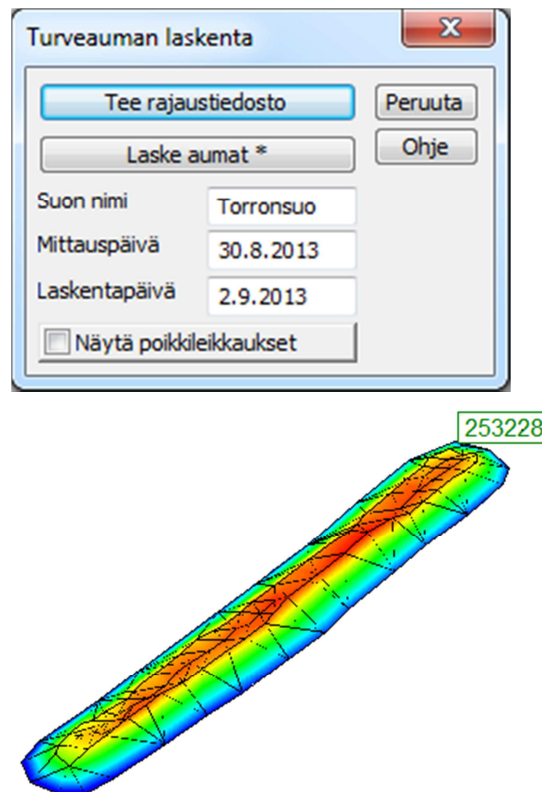 Turveauman laskenta
Tee rajaustiedosto
Peruuta
Laske aumat *
Ohje
Suon nimi
Torronsuo
Mittauspäivä
30.8.2013
Laskentapäivä
2.9.2013
Näytä poikkileikkaukset
253228